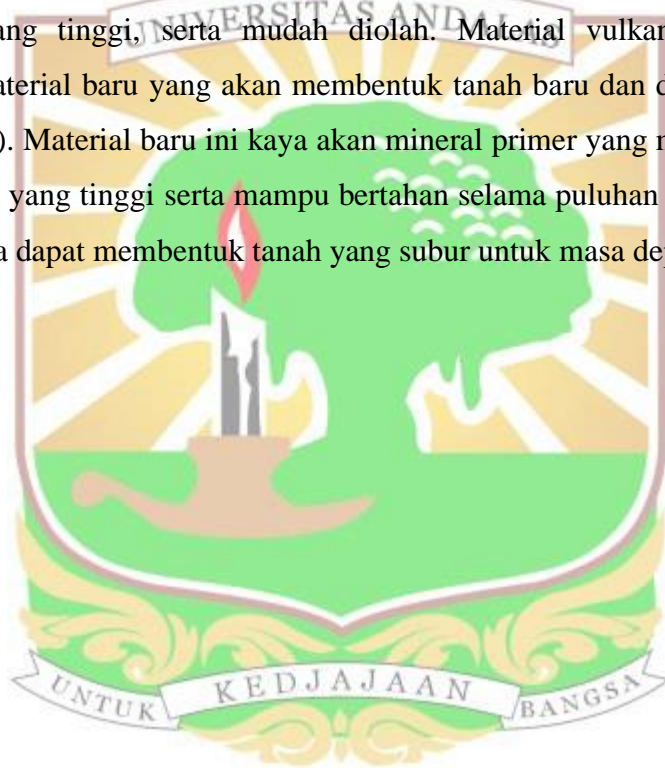 UNIVERSITAS ANDALAS
ang tinggi, serta mudah diolah. Material vulkan
aterial baru yang akan membentuk tanah baru dan d
). Material baru ini kaya akan mineral primer yang
yang tinggi serta mampu bertahan selama puluhan
a dapat membentuk tanah yang subur untuk masa dep
UNTUK KEDJAJAAN BANGSA